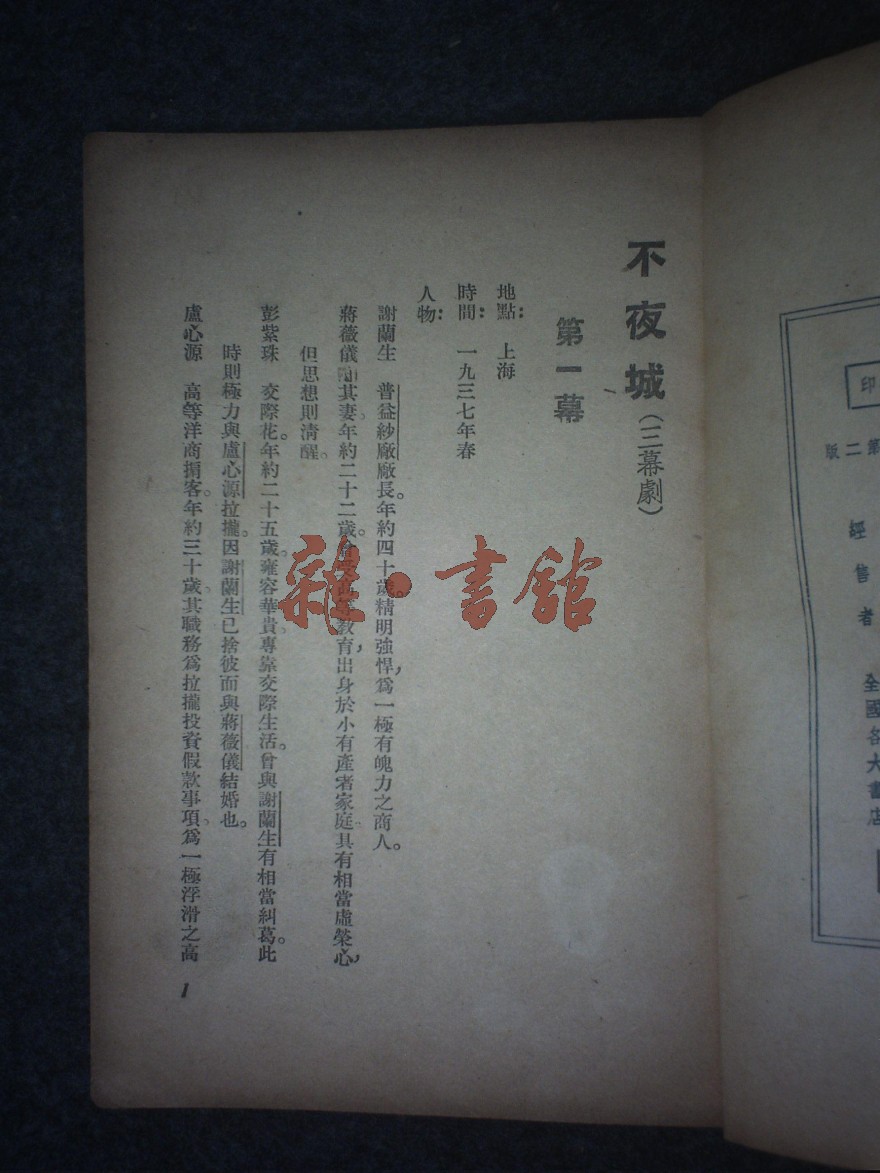 印
第二版
經售者
全國各大書店
不夜城（三幕劇）
第一幕
地點：上海
時間：一九三七年春
人物：
謝蘭生　普益紗廠廠長。年約四十歲。精明強悍，爲一極有魄力之商人。
蔣薇儀　其妻。年約二十二歲。教育，出身於小有產者家庭具有相當虛榮心，
但思想則清醒。
彭紫珠　交際花。年約二十五歲。雍容華貴。專靠交際生活。曾與謝蘭生有相當糾葛。此
時則極力與盧心源拉攏。因謝蘭生已捨彼而與蔣薇儀結婚也。
盧心源　高等洋商掮客。年約三十歲。其職務爲拉攏投資假款事項。爲一極浮滑之高
1
雜·書館